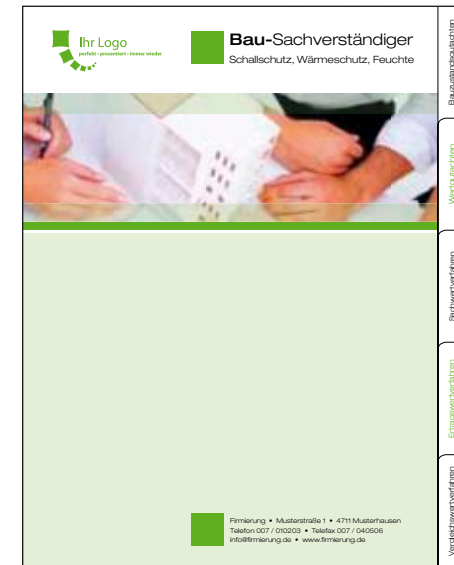 Ihr Logo
perfekt · presentiert · immer wieder
Bau-Sachverständiger
Schallschutz, Wärmeschutz, Feuchte
Bauzustandsgutachten
Wertgutachten
Sachwertverfahren
Ertragswertverfahren
Vergleichswertverfahren
Firmierung • Musterstraße 1 • 4711 Musterhausen
Telefon 007 / 010203 • Telefax 007 / 040506
info@firmierung.de • www.firmierung.de